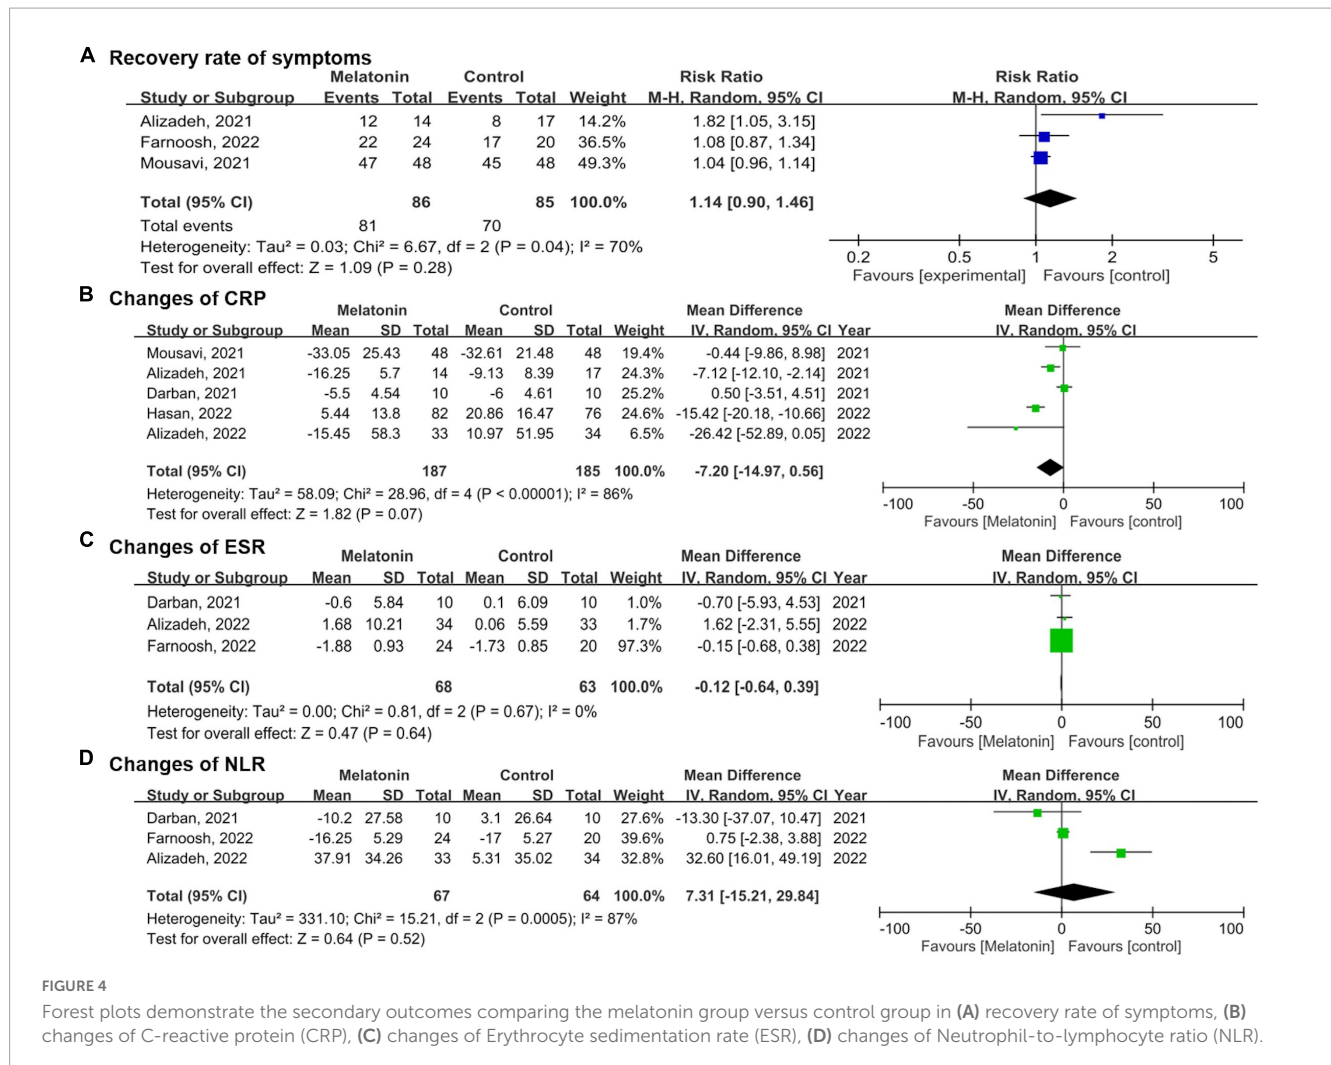 A Recovery rate of symptoms
Melatonin Control Risk Ratio Risk Ratio
Study or Subgroup Events Total Events Total Weight M-H, Random, 95% CI M-H, Random, 95% CI
Alizadeh, 2021 12 14 8 17 14.2% 1.82 [1.05, 3.15]
Farnoosh, 2022 22 24 17 20 36.5% 1.08 [0.87, 1.34]
Mousavi, 2021 47 48 45 48 49.3% 1.04 [0.96, 1.14]
Total (95% CI) 86 85 100.0% 1.14 [0.90, 1.46]
Total events 81 70
Heterogeneity: Tau² = 0.03; Chi² = 6.67, df = 2 (P = 0.04); I² = 70%
Test for overall effect: Z = 1.09 (P = 0.28)
0.2 0.5 1 2 5
Favours [experimental] Favours [control]
B Changes of CRP
Melatonin Control Mean Difference Mean Difference
Study or Subgroup Mean SD Total Mean SD Total Weight IV, Random, 95% CI Year IV, Random, 95% CI
Mousavi, 2021 -33.05 25.43 48 -32.61 21.48 48 19.4% -0.44 [-9.86, 8.98] 2021
Alizadeh, 2021 -16.25 5.7 14 -9.13 8.39 17 24.3% -7.12 [-12.10, -2.14] 2021
Darban, 2021 -5.5 4.54 10 -6 4.61 10 25.2% 0.50 [-3.51, 4.51] 2021
Hasan, 2022 5.44 13.8 82 20.86 16.47 76 24.6% -15.42 [-20.18, -10.66] 2022
Alizadeh, 2022 -15.45 58.3 33 10.97 51.95 34 6.5% -26.42 [-52.89, 0.05] 2022
Total (95% CI) 187 185 100.0% -7.20 [-14.97, 0.56]
Heterogeneity: Tau² = 58.09; Chi² = 28.96, df = 4 (P < 0.00001); I² = 86%
Test for overall effect: Z = 1.82 (P = 0.07)
-100 -50 0 50 100
Favours [Melatonin] Favours [control]
C Changes of ESR
Melatonin Control Mean Difference Mean Difference
Study or Subgroup Mean SD Total Mean SD Total Weight IV, Random, 95% CI Year IV, Random, 95% CI
Darban, 2021 -0.6 5.84 10 0.1 6.09 10 1.0% -0.70 [-5.93, 4.53] 2021
Alizadeh, 2022 1.68 10.21 34 0.06 5.59 33 1.7% 1.62 [-2.31, 5.55] 2022
Farnoosh, 2022 -1.88 0.93 24 -1.73 0.85 20 97.3% -0.15 [-0.68, 0.38] 2022
Total (95% CI) 68 63 100.0% -0.12 [-0.64, 0.39]
Heterogeneity: Tau² = 0.00; Chi² = 0.81, df = 2 (P = 0.67); I² = 0%
Test for overall effect: Z = 0.47 (P = 0.64)
-100 -50 0 50 100
Favours [Melatonin] Favours [control]
D Changes of NLR
Melatonin Control Mean Difference Mean Difference
Study or Subgroup Mean SD Total Mean SD Total Weight IV, Random, 95% CI Year IV, Random, 95% CI
Darban, 2021 -10.2 27.58 10 3.1 26.64 10 27.6% -13.30 [-37.07, 10.47] 2021
Farnoosh, 2022 -16.25 5.29 24 -17 5.27 20 39.6% 0.75 [-2.38, 3.88] 2022
Alizadeh, 2022 37.91 34.26 33 5.31 35.02 34 32.8% 32.60 [16.01, 49.19] 2022
Total (95% CI) 67 64 100.0% 7.31 [-15.21, 29.84]
Heterogeneity: Tau² = 331.10; Chi² = 15.21, df = 2 (P = 0.0005); I² = 87%
Test for overall effect: Z = 0.64 (P = 0.52)
-100 -50 0 50 100
Favours [Melatonin] Favours [control]
FIGURE 4
Forest plots demonstrate the secondary outcomes comparing the melatonin group versus control group in (A) recovery rate of symptoms, (B)
changes of C-reactive protein (CRP), (C) changes of Erythrocyte sedimentation rate (ESR), (D) changes of Neutrophil-to-lymphocyte ratio (NLR).